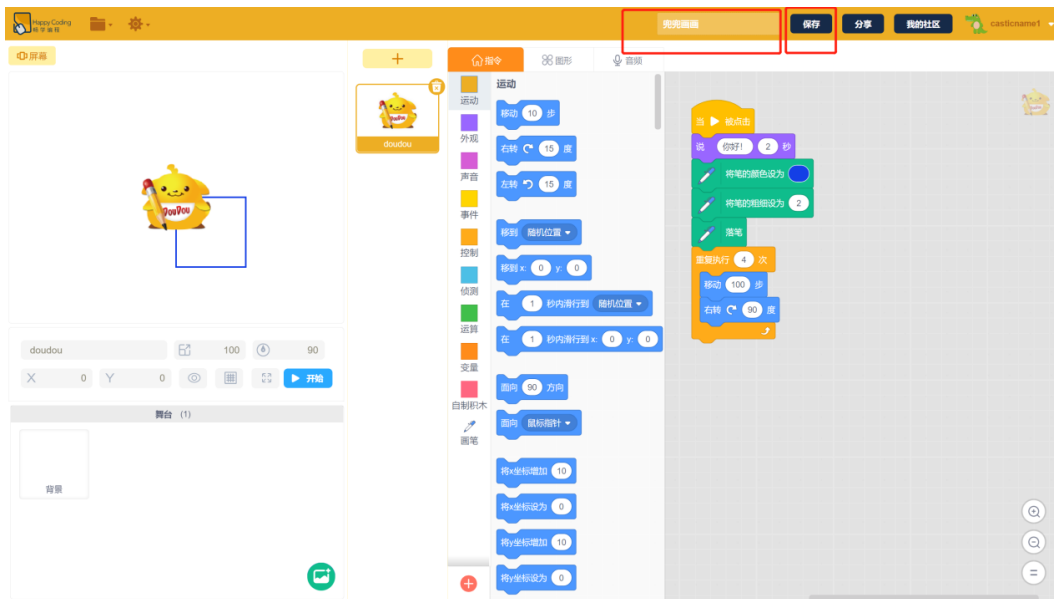 Happy Coding
科学编程
兜兜画画
保存
分享
我的社区
casticname1
屏幕
指令
图形
音频
DouDou
doudou
doudou
100
90
X 0 Y 0
开始
舞台 (1)
背景
运动
外观
声音
事件
控制
侦测
运算
变量
自制积木
画笔
运动
移动 10 步
右转 15 度
左转 15 度
移到 随机位置
移到 x: 0 y: 0
在 1 秒内滑行到 随机位置
在 1 秒内滑行到 x: 0 y: 0
面向 90 方向
面向 鼠标指针
将x坐标增加 10
将x坐标设为 0
将y坐标增加 10
将y坐标设为 0
当 被点击
说 你好! 2 秒
将笔的颜色设为
将笔的粗细设为 2
落笔
重复执行 4 次
移动 100 步
右转 90 度